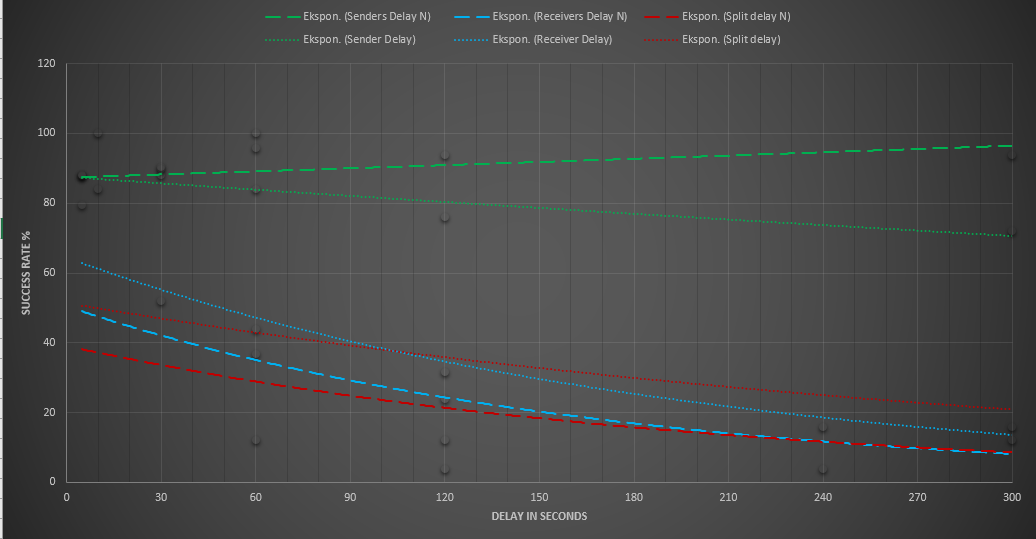 Ekspon. (Senders Delay N) Ekspon. (Receivers Delay N) Ekspon. (Split delay N)
Ekspon. (Sender Delay) Ekspon. (Receiver Delay) Ekspon. (Split delay)
120
100
80
60
40
20
0
SUCCESS RATE %
0 30 60 90 120 150 180 210 240 270 300
DELAY IN SECONDS